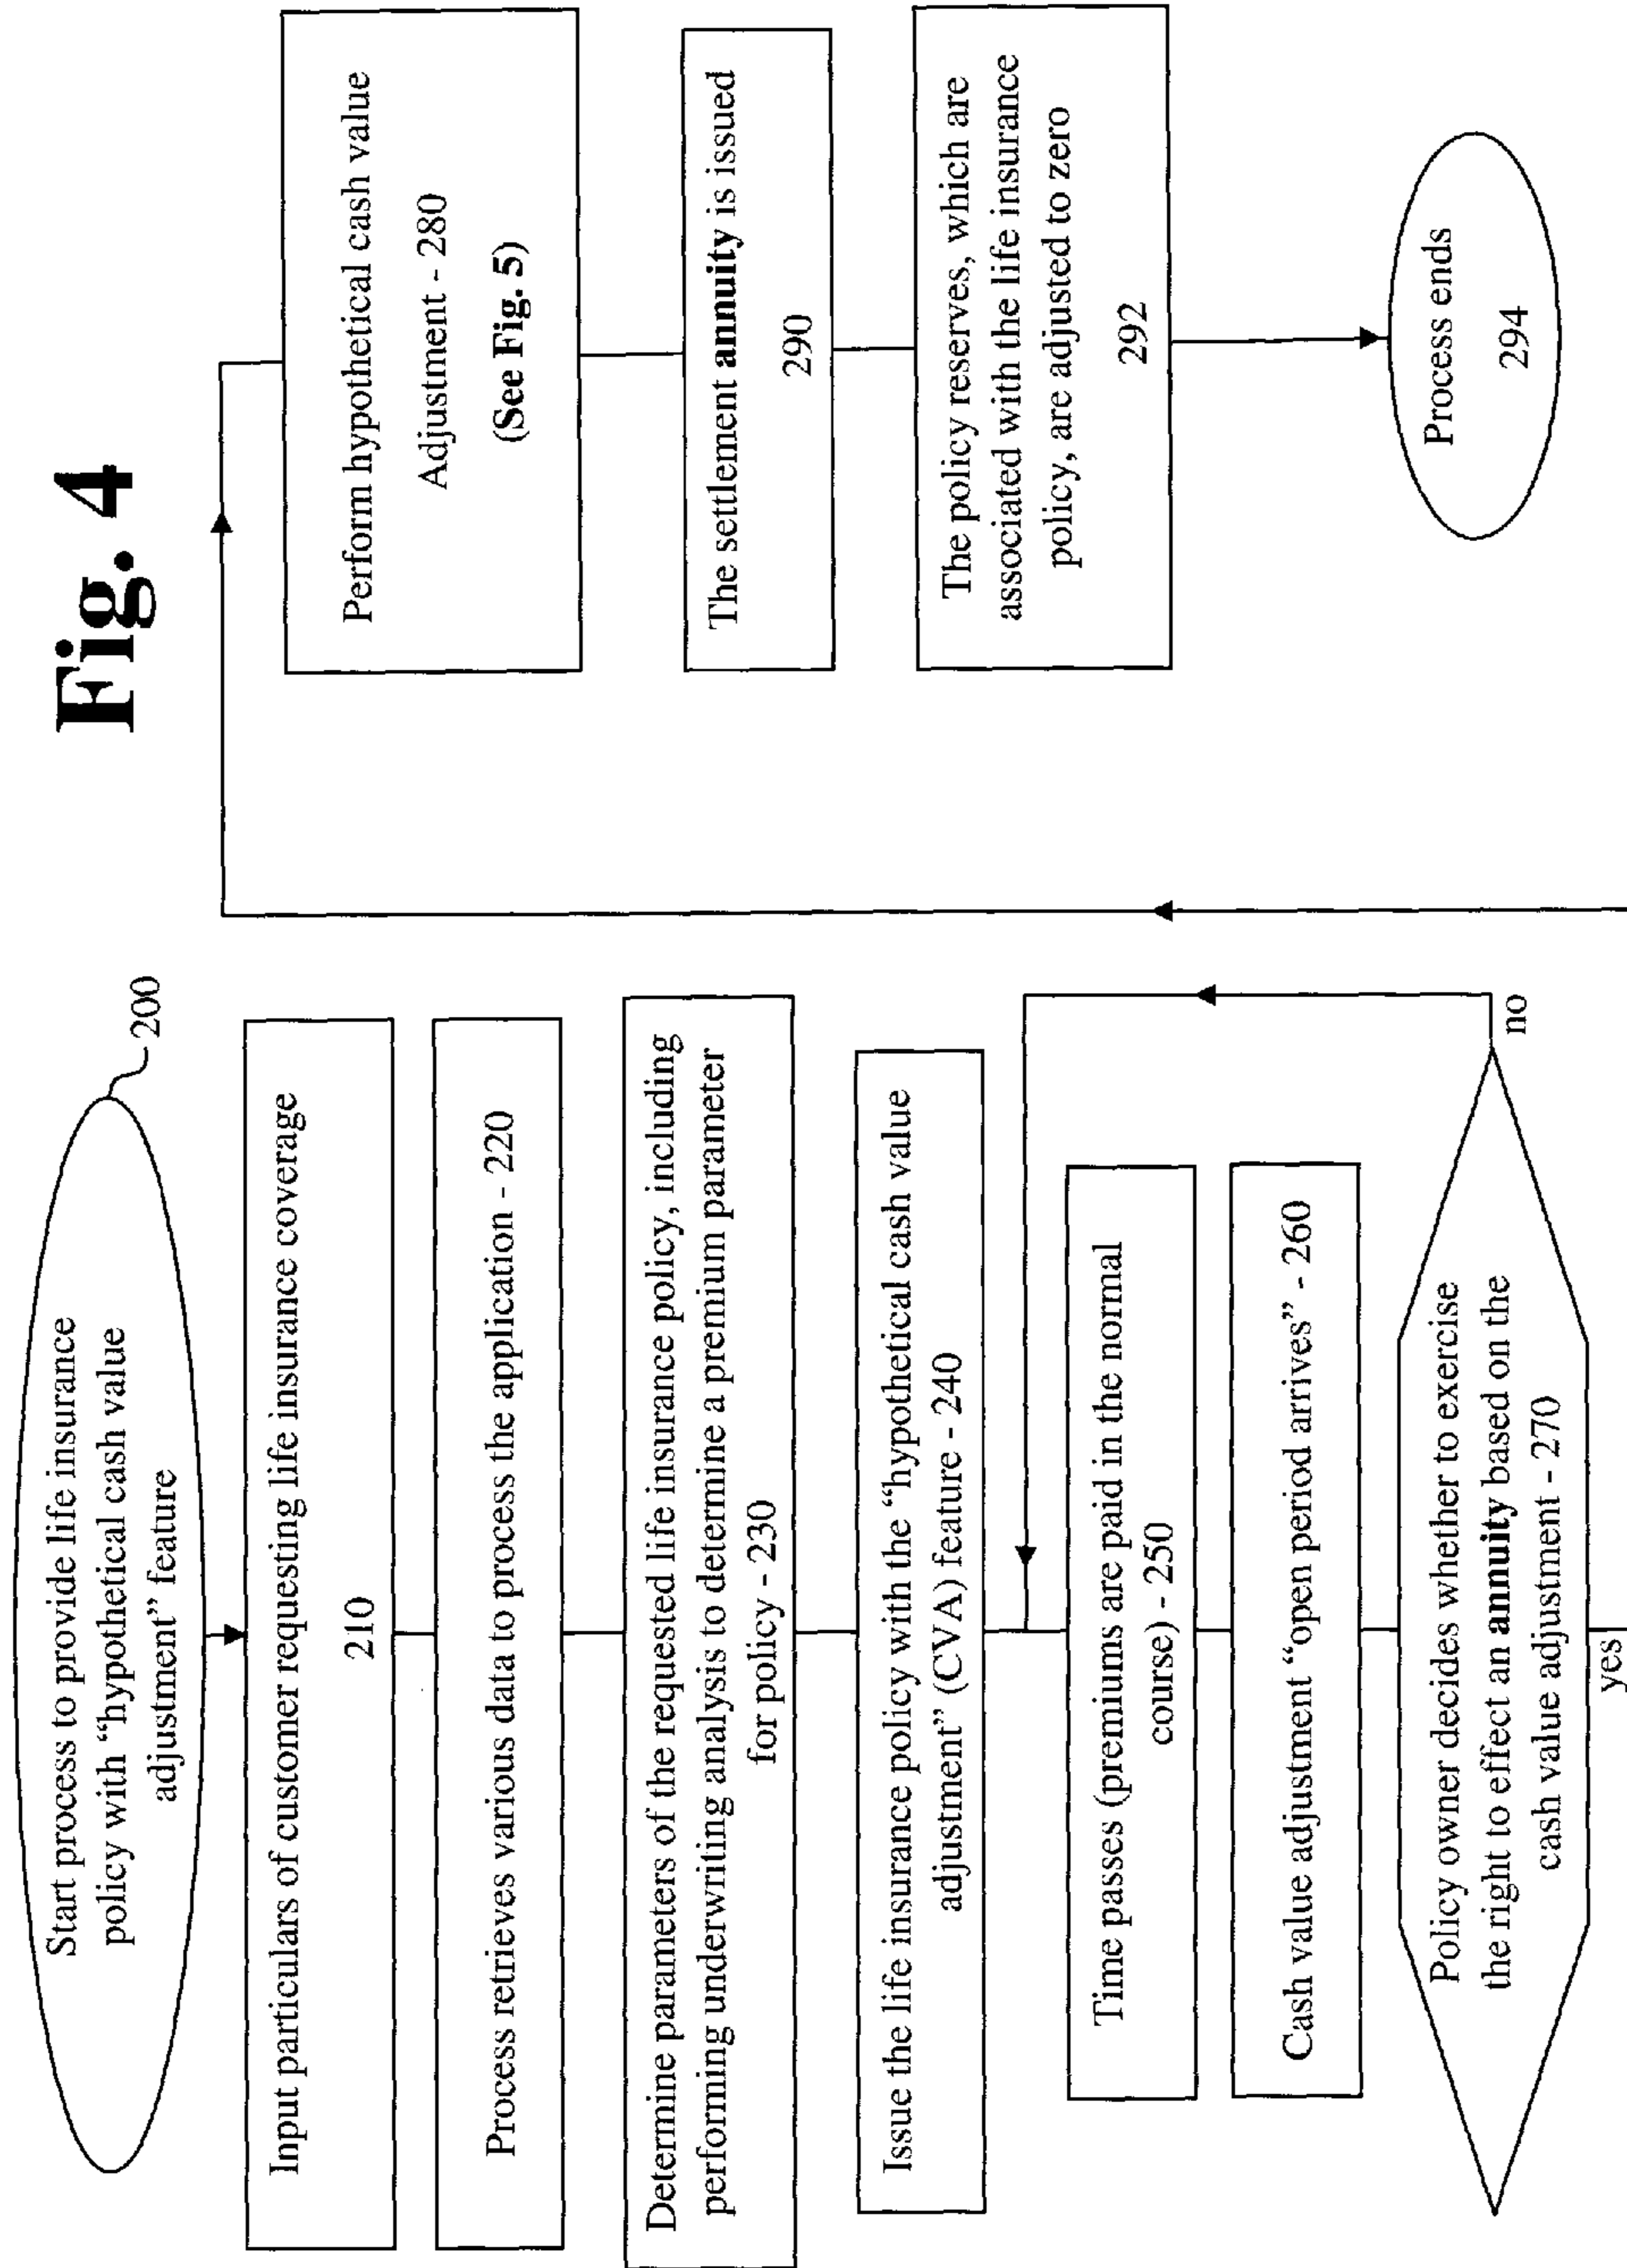 Fig. 4
Start process to provide life insurance
policy with “hypothetical cash value
adjustment” feature
200
Input particulars of customer requesting life insurance coverage
210
Process retrieves various data to process the application - 220
Determine parameters of the requested life insurance policy, including
performing underwriting analysis to determine a premium parameter
for policy - 230
Issue the life insurance policy with the “hypothetical cash value
adjustment” (CVA) feature - 240
Time passes (premiums are paid in the normal
course) - 250
Cash value adjustment “open period arrives” - 260
Policy owner decides whether to exercise
the right to effect an annuity based on the
cash value adjustment - 270
no
yes
Perform hypothetical cash value
Adjustment - 280
(See Fig. 5)
The settlement annuity is issued
290
The policy reserves, which are
associated with the life insurance
policy, are adjusted to zero
292
Process ends
294